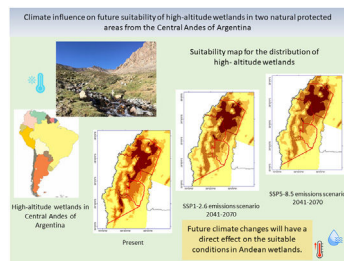 Climate influence on future suitability of high-altitude wetlands in two natural protected
areas from the Central Andes of Argentina
Suitability map for the distribution of
high- altitude wetlands
High-altitude wetlands in
Central Andes of
Argentina
Present
SSP1-2.6 emissions scenario
2041-2070
SSP5-8.5 emissions scenario
2041-2070
Future climate changes will have a
direct effect on the suitable
conditions in Andean wetlands.